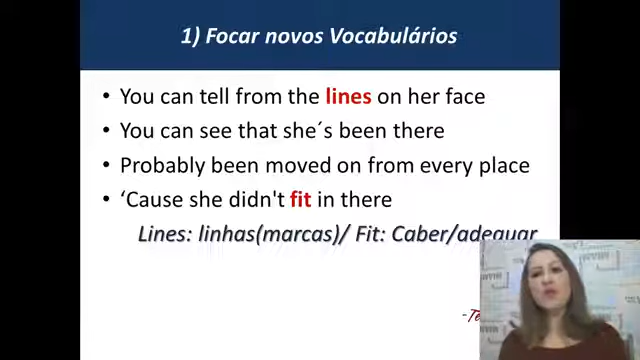 1) Focar novos Vocabulários
• You can tell from the lines on her face
• You can see that she´s been there
• Probably been moved on from every place
• ‘Cause she didn't fit in there
Lines: linhas(marcas)/ Fit: Caber/adequar